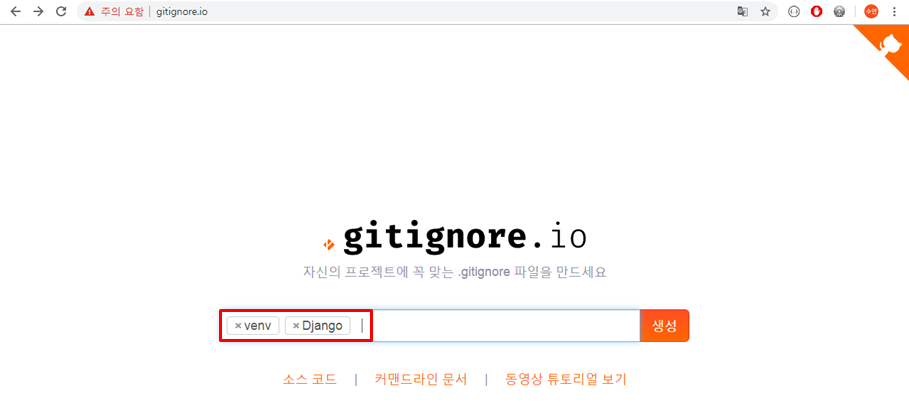 주의 요함 | gitignore.io
수연
.gitignore.io
자신의 프로젝트에 꼭 맞는 .gitignore 파일을 만드세요
× venv × Django 생성
소스 코드 | 커맨드라인 문서 | 동영상 튜토리얼 보기